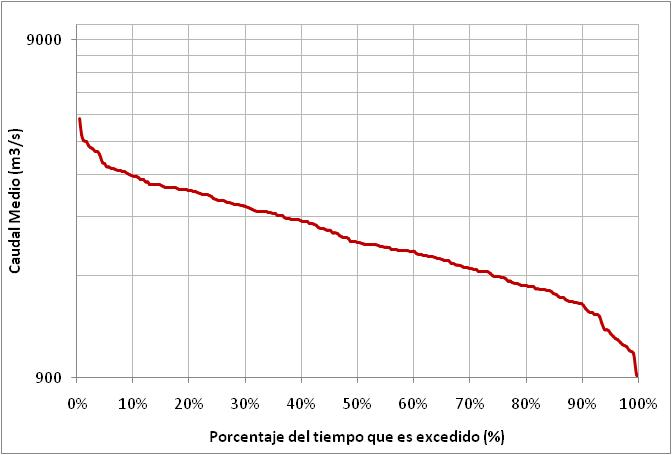 9000
900
Caudal Medio (m3/s)
0% 10% 20% 30% 40% 50% 60% 70% 80% 90% 100%
Porcentaje del tiempo que es excedido (%)